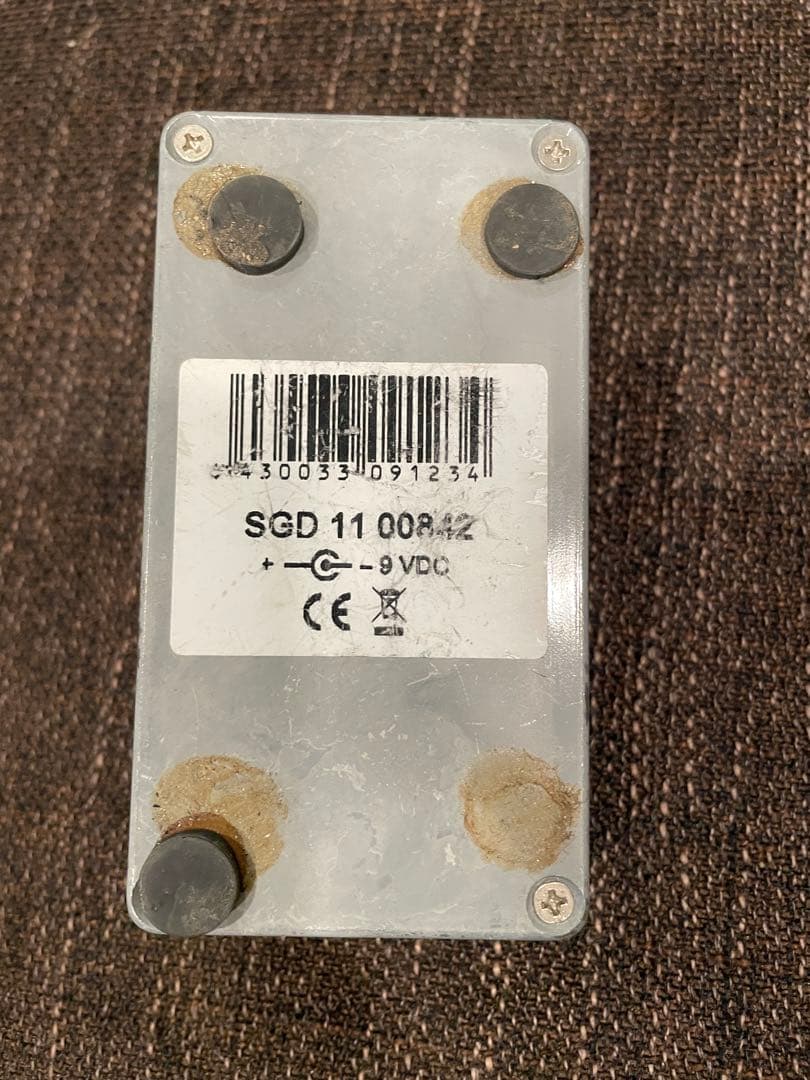 430033 091234
SGD 11 00842
+ - 9 VDC
CE